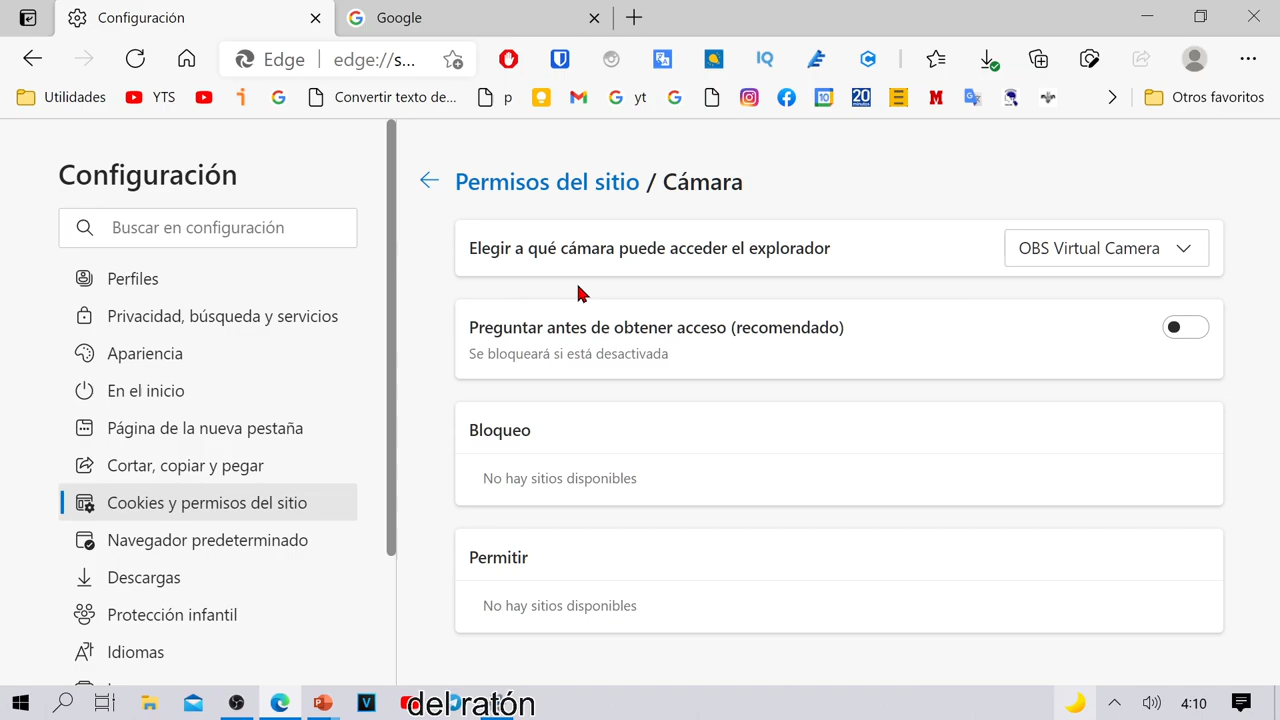 Configuración
Google
Edge
edge://s...
Utilidades
YTS
Convertir texto de...
p
yt
Otros favoritos
Configuración
Buscar en configuración
Perfiles
Privacidad, búsqueda y servicios
Apariencia
En el inicio
Página de la nueva pestaña
Cortar, copiar y pegar
Cookies y permisos del sitio
Navegador predeterminado
Descargas
Protección infantil
Idiomas
Permisos del sitio / Cámara
Elegir a qué cámara puede acceder el explorador
OBS Virtual Camera
Preguntar antes de obtener acceso (recomendado)
Se bloqueará si está desactivada
Bloqueo
No hay sitios disponibles
Permitir
No hay sitios disponibles
del ratón
4:10